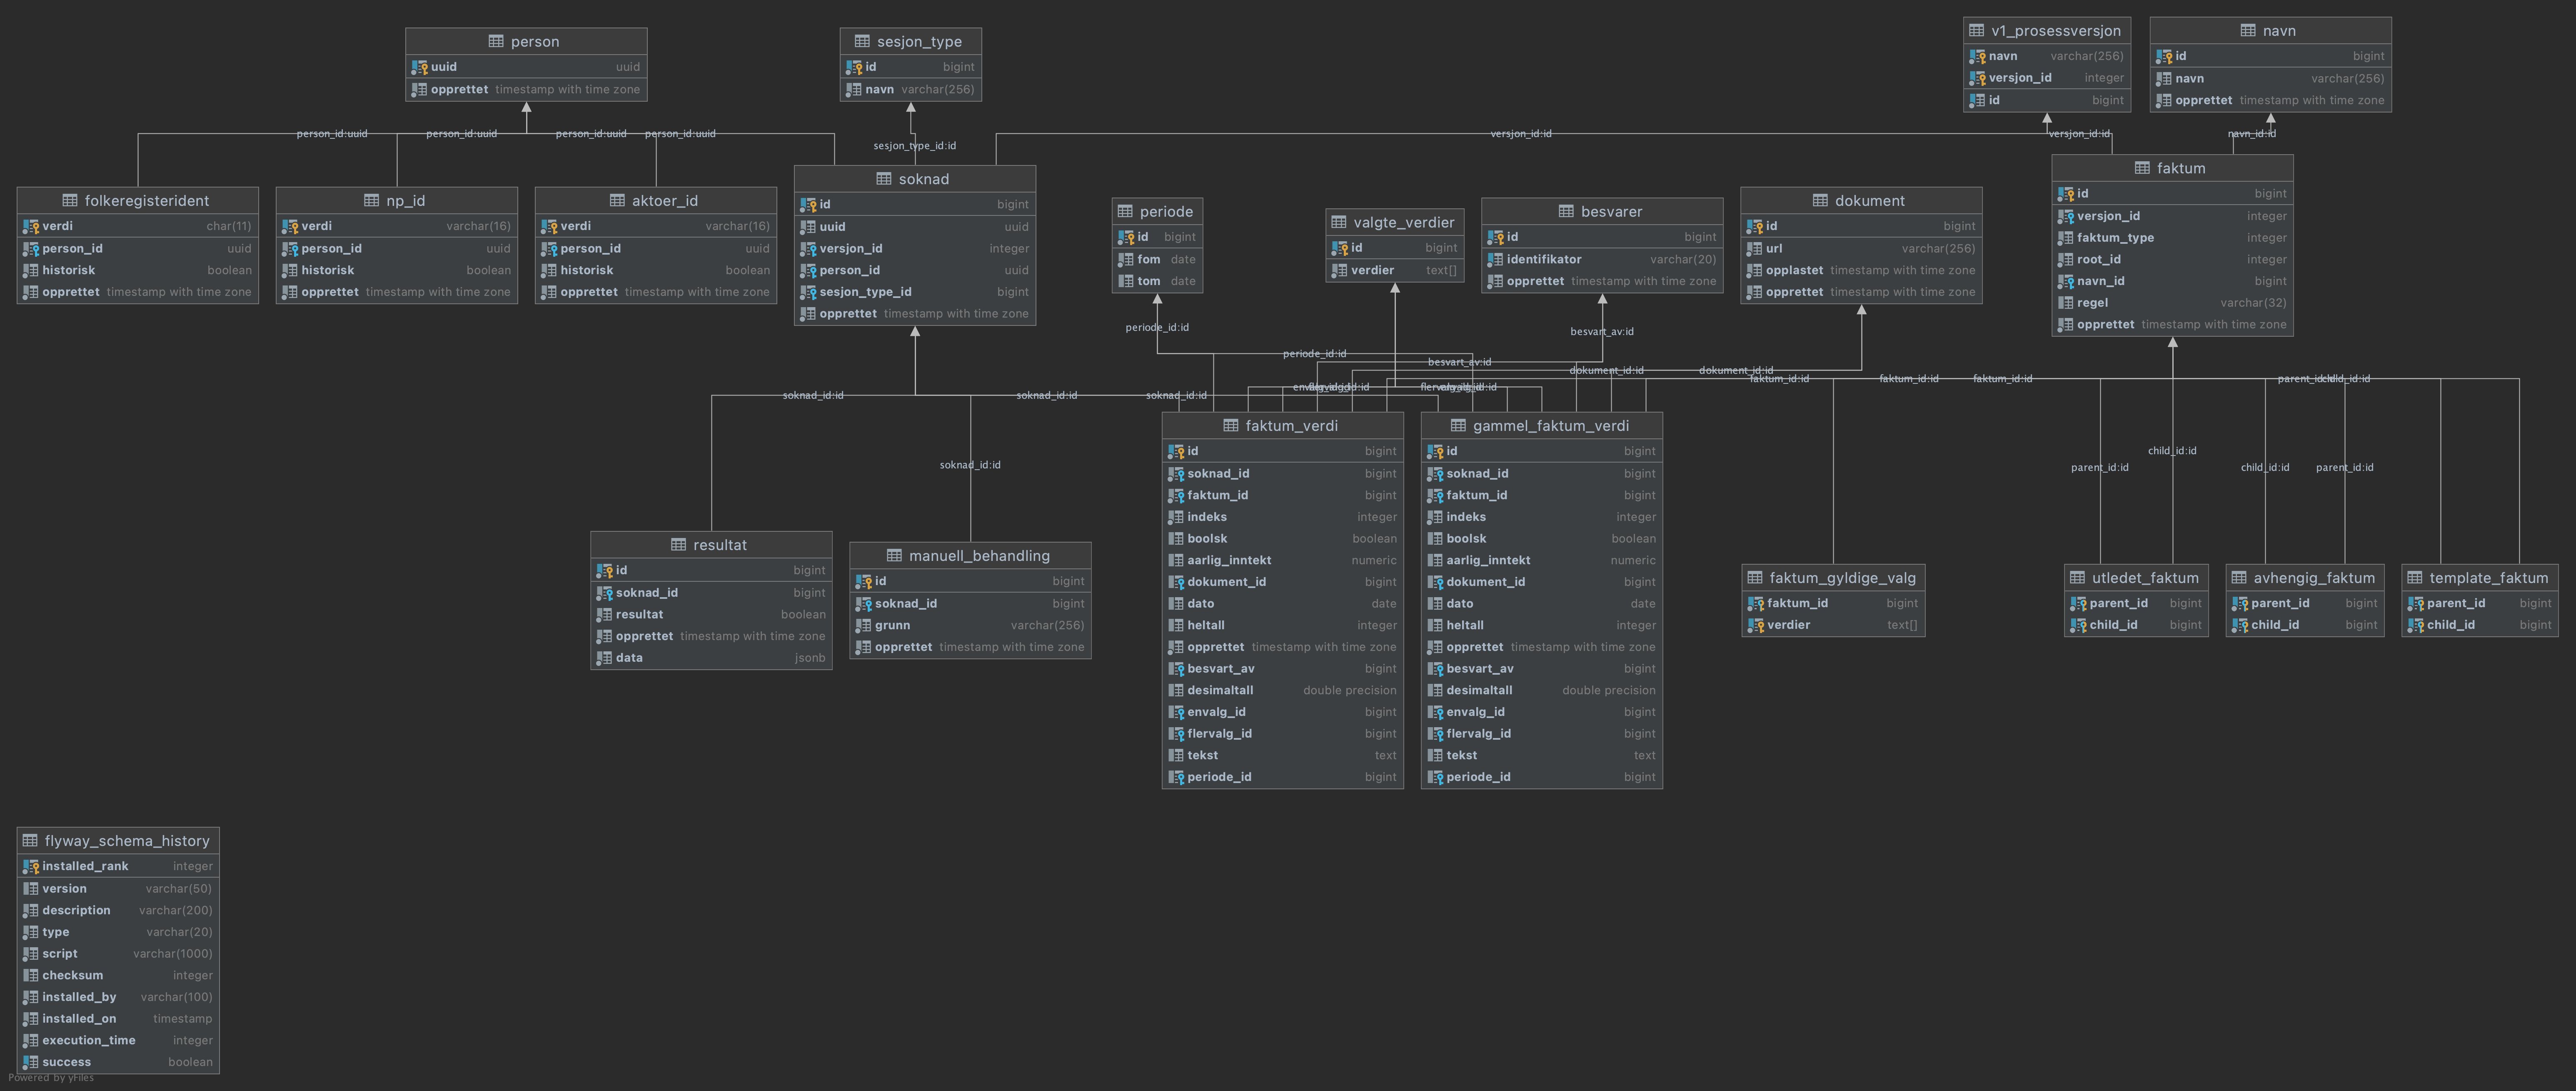 person
uuid uuid
opprettet timestamp with time zone
sesjon_type
id bigint
navn varchar(256)
v1_prosessversjon
navn varchar(256)
versjon_id integer
id bigint
navn
id bigint
navn varchar(256)
opprettet timestamp with time zone
person_id:uuid
person_id:uuid
person_id:uuid
person_id:uuid
sesjon_type_id:id
versjon_id:id
versjon_id:id
navn_id:id
folkeregisterident
verdi char(11)
person_id uuid
historisk boolean
opprettet timestamp with time zone
np_id
verdi varchar(16)
person_id uuid
historisk boolean
opprettet timestamp with time zone
aktoer_id
verdi varchar(16)
person_id uuid
historisk boolean
opprettet timestamp with time zone
soknad
id bigint
uuid uuid
versjon_id integer
person_id uuid
sesjon_type_id bigint
opprettet timestamp with time zone
periode
id bigint
fom date
tom date
valgte_verdier
id bigint
verdier text[]
besvarer
id bigint
identifikator varchar(20)
opprettet timestamp with time zone
dokument
id bigint
url varchar(256)
opplastet timestamp with time zone
opprettet timestamp with time zone
faktum
id bigint
versjon_id integer
faktum_type integer
root_id integer
navn_id bigint
regel varchar(32)
opprettet timestamp with time zone
periode_id:id
besvart_av:id
periode_id:id
besvart_av:id
dokument_id:id
dokument_id:id
faktum_id:id
faktum_id:id
faktum_id:id
parent_id:id
child_id:id
soknad_id:id
soknad_id:id
soknad_id:id
soknad_id:id
child_id:id
parent_id:id
child_id:id
parent_id:id
faktum_verdi
id bigint
soknad_id bigint
faktum_id bigint
indeks integer
boolsk boolean
aarlig_inntekt numeric
dokument_id bigint
dato date
heltall integer
opprettet timestamp with time zone
besvart_av bigint
desimaltall double precision
envalg_id bigint
flervalg_id bigint
tekst text
periode_id bigint
gammel_faktum_verdi
id bigint
soknad_id bigint
faktum_id bigint
indeks integer
boolsk boolean
aarlig_inntekt numeric
dokument_id bigint
dato date
heltall integer
opprettet timestamp with time zone
besvart_av bigint
desimaltall double precision
envalg_id bigint
flervalg_id bigint
tekst text
periode_id bigint
resultat
id bigint
soknad_id bigint
resultat boolean
opprettet timestamp with time zone
data jsonb
manuell_behandling
id bigint
soknad_id bigint
grunn varchar(256)
opprettet timestamp with time zone
faktum_gyldige_valg
faktum_id bigint
verdier text[]
utledet_faktum
parent_id bigint
child_id bigint
avhengig_faktum
parent_id bigint
child_id bigint
template_faktum
parent_id bigint
child_id bigint
flyway_schema_history
installed_rank integer
version varchar(50)
description varchar(200)
type varchar(20)
script varchar(1000)
checksum integer
installed_by varchar(100)
installed_on timestamp
execution_time integer
success boolean
Powered by yFiles